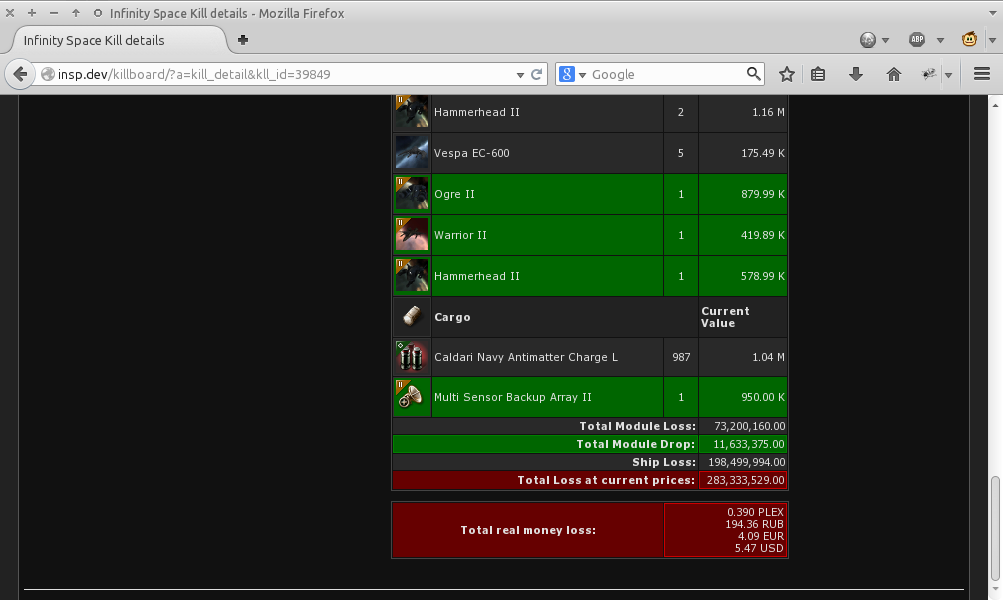 Infinity Space Kill details - Mozilla Firefox
Infinity Space Kill details
ABP
insp.dev/killboard/?a=kill_detail&kll_id=39849
8 Google
II Hammerhead II 2 1.16 M
Vespa EC-600 5 175.49 K
II Ogre II 1 879.99 K
II Warrior II 1 419.89 K
II Hammerhead II 1 578.99 K
Cargo Current
Value
Caldari Navy Antimatter Charge L 987 1.04 M
II Multi Sensor Backup Array II 1 950.00 K
Total Module Loss: 73,200,160.00
Total Module Drop: 11,633,375.00
Ship Loss: 198,499,994.00
Total Loss at current prices: 283,333,529.00
Total real money loss:
0.390 PLEX
194.36 RUB
4.09 EUR
5.47 USD